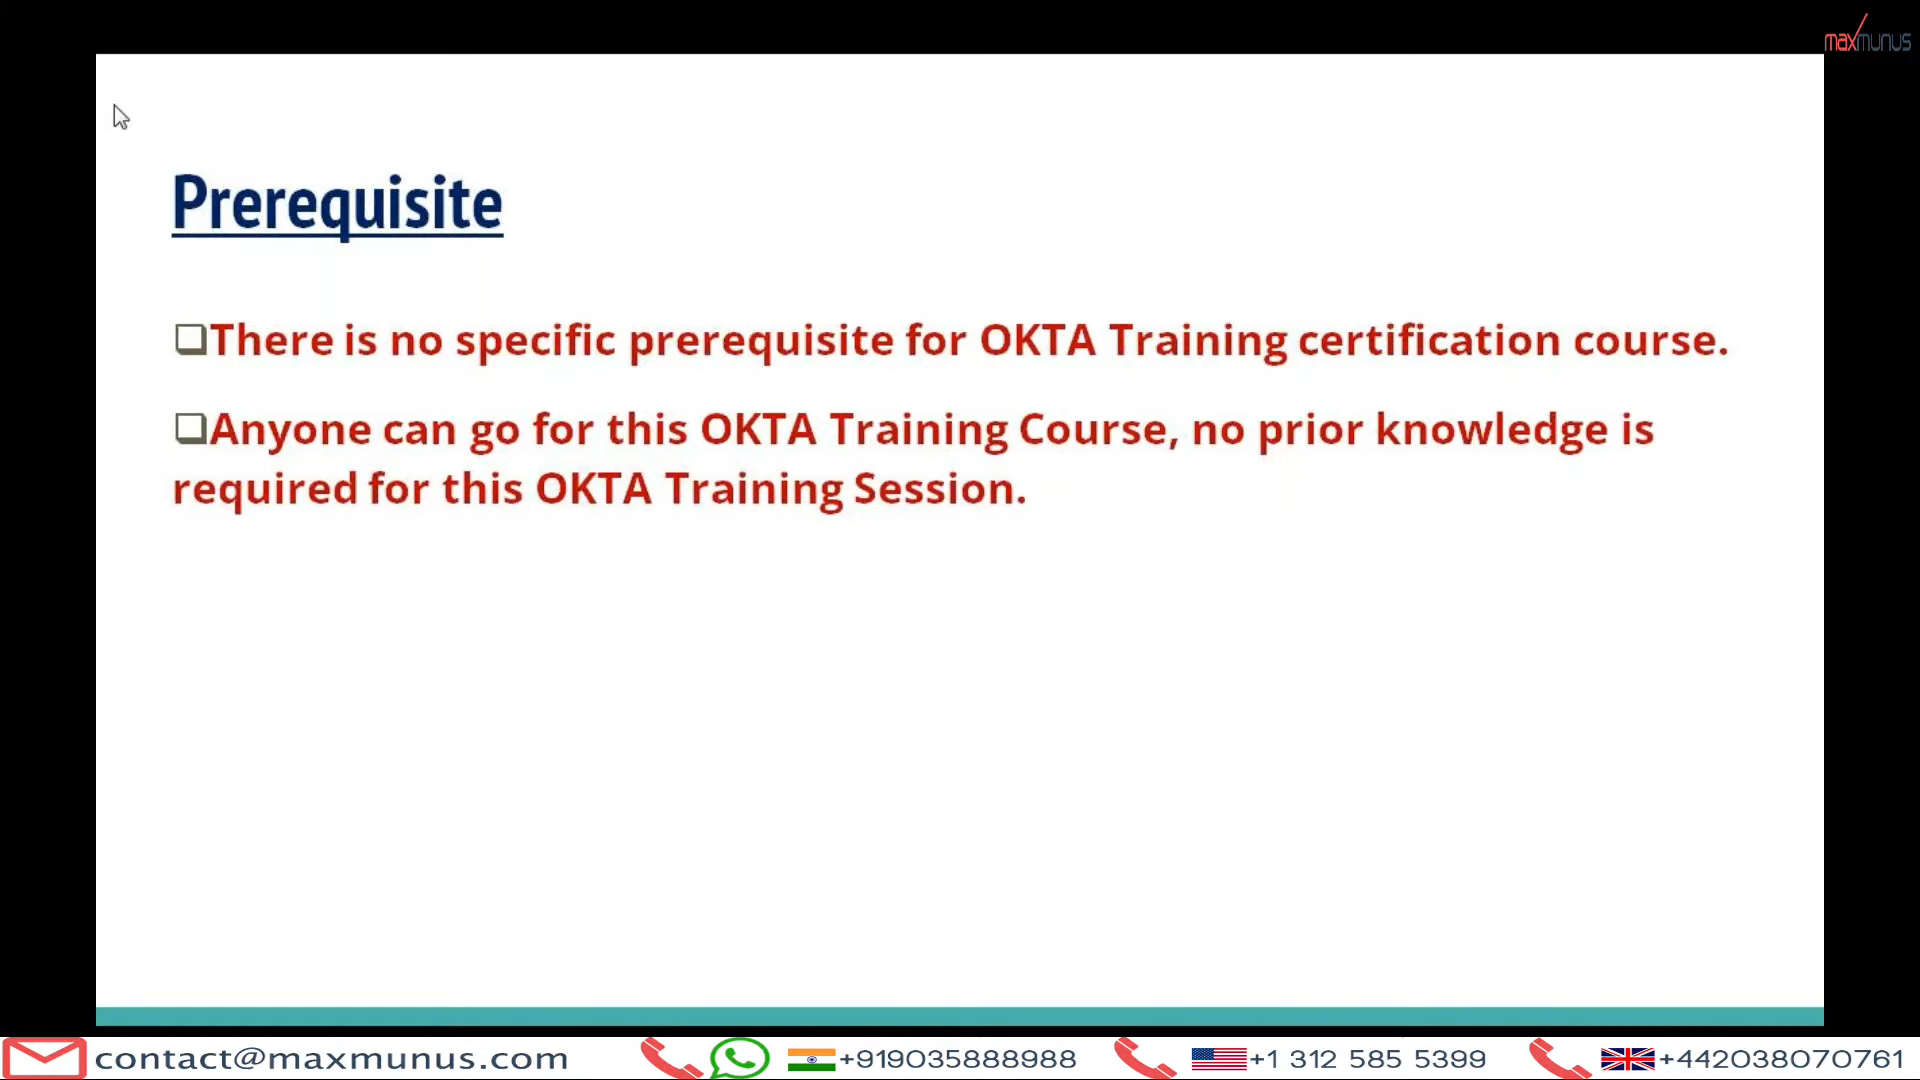 maxmunus
Prerequisite
❑There is no specific prerequisite for OKTA Training certification course.
❑Anyone can go for this OKTA Training Course, no prior knowledge is
required for this OKTA Training Session.
contact@maxmunus.com +919035888988 +1 312 585 5399 +442038070761